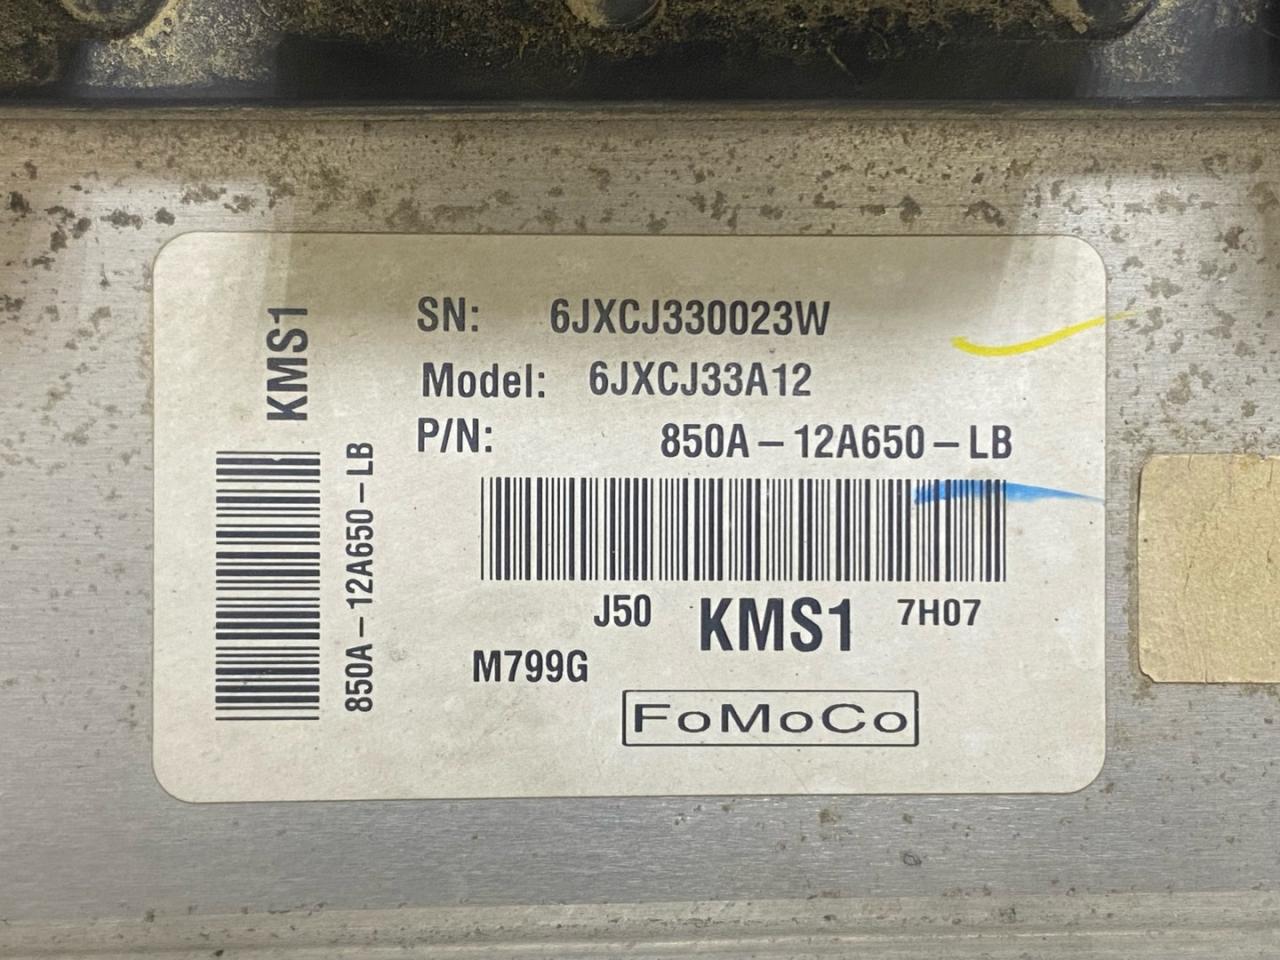 SN: 6JXCJ330023W
Model: 6JXCJ33A12
P/N: 850A-12A650-LB
KMS1
850A-12A650-LB
J50 KMS1 7H07
M799G
FoMoCo